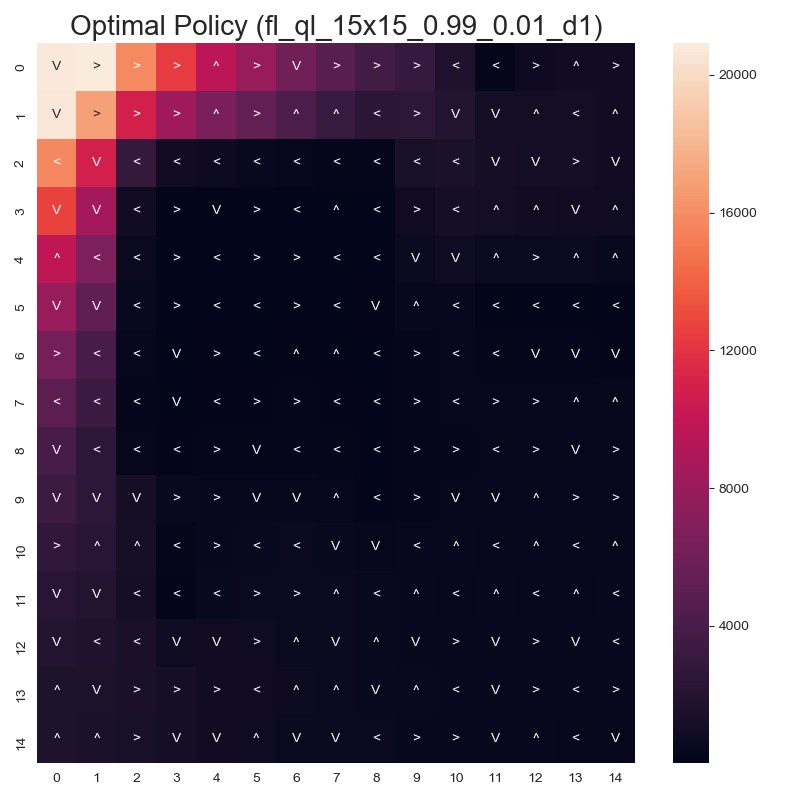 Optimal Policy (fl_ql_15x15_0.99_0.01_d1)
0 V > > > ^ > V > > > < < > ^ >
1 V > > > ^ > ^ ^ < > V V ^ < ^
2 < V < < < < < < < < < V V > V
3 V V < > V > < ^ < > < ^ ^ V ^
4 ^ < < > < > > < < V V ^ > ^ ^
5 V V < > < < > < V ^ < < < < <
6 > < < V > < ^ ^ < > < < V V V
7 < < < V < > > < < > < > > ^ ^
8 V < < < > V < < < > > < > V >
9 V V V > > V V ^ < > V V ^ > >
10 > ^ ^ < > < < V V < ^ < ^ < ^
11 V V < < < > > ^ < ^ < ^ < ^ <
12 V < < V V > ^ V ^ V > V > V <
13 ^ V > > > < ^ ^ V ^ < V > < >
14 ^ ^ > V V ^ V V < > > V ^ < V
0 1 2 3 4 5 6 7 8 9 10 11 12 13 14
20000
16000
12000
8000
4000